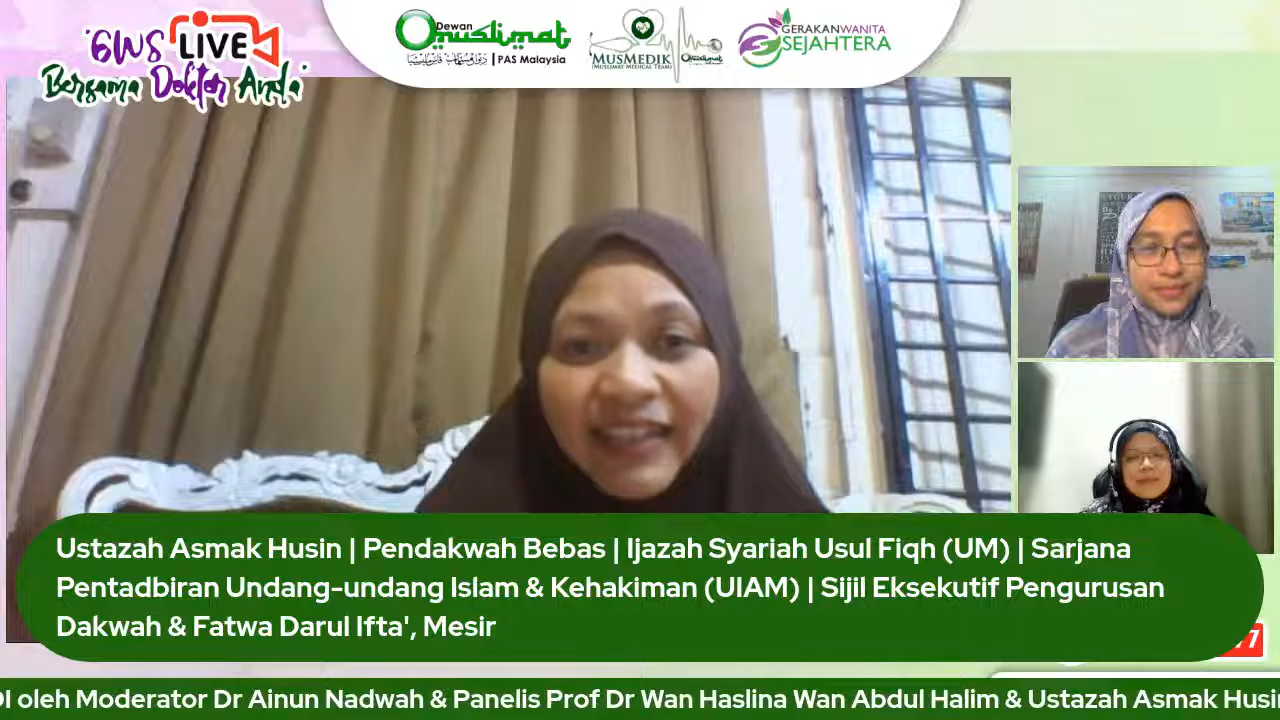 GWS LIVE
Bersama Doktor Anda
Dewan
muslimat
| PAS Malaysia
MUSMEDIK
(MUSLIMAT MEDICAL TEAM)
GERAKANWANITA
SEJAHTERA
Ustazah Asmak Husin | Pendakwah Bebas | Ijazah Syariah Usul Fiqh (UM) | Sarjana
Pentadbiran Undang-undang Islam & Kehakiman (UIAM) | Sijil Eksekutif Pengurusan
Dakwah & Fatwa Darul Ifta', Mesir
oleh Moderator Dr Ainun Nadwah & Panelis Prof Dr Wan Haslina Wan Abdul Halim & Ustazah Asmak Husin